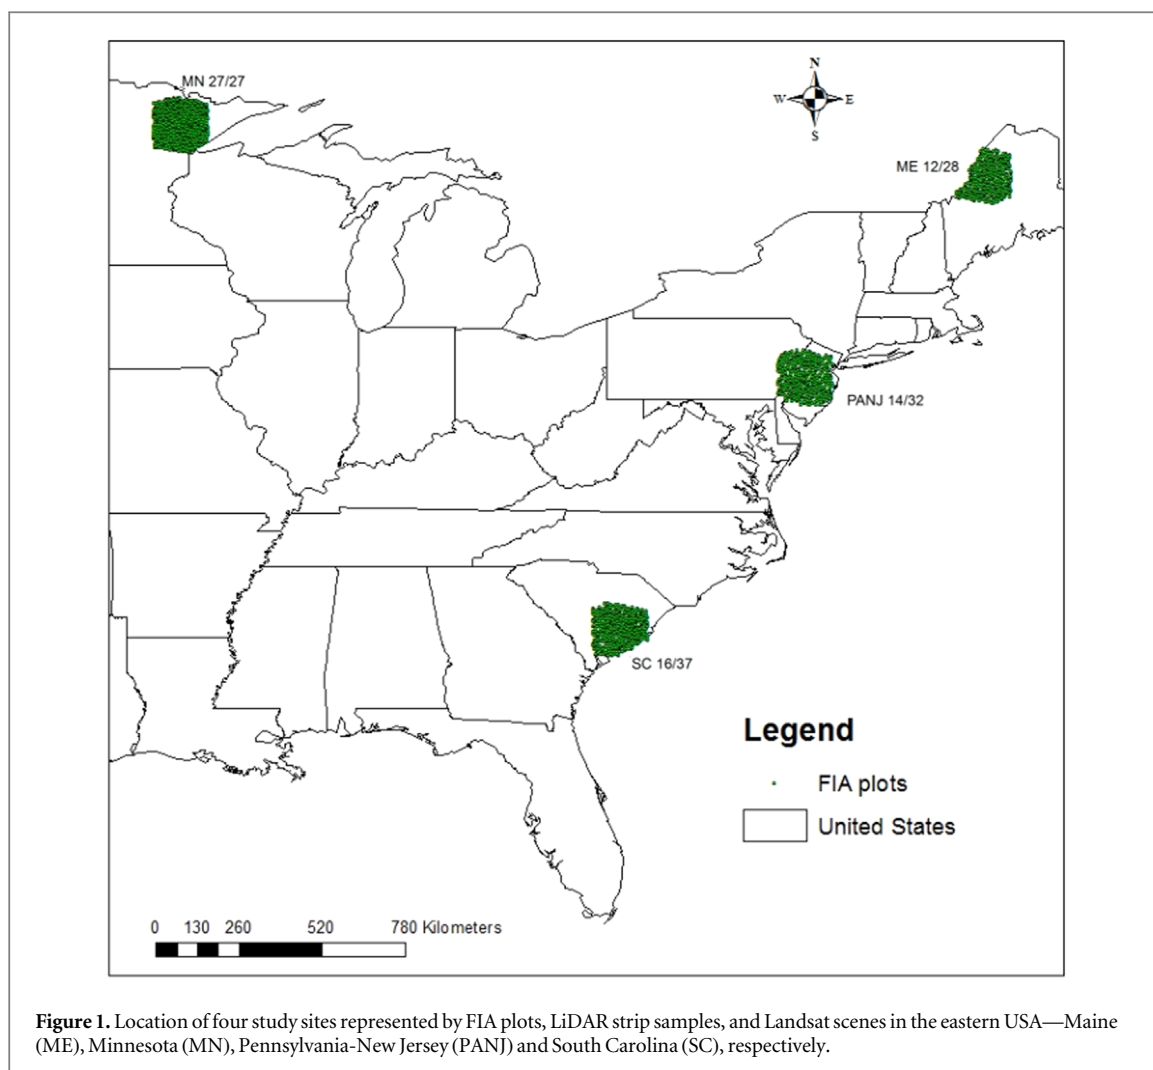 MN 27/27
N
W E
S
ME 12/28
PANJ 14/32
SC 16/37
Legend
FIA plots
United States
0 130 260 520 780 Kilometers
Figure 1. Location of four study sites represented by FIA plots, LiDAR strip samples, and Landsat scenes in the eastern USA—Maine
(ME), Minnesota (MN), Pennsylvania-New Jersey (PANJ) and South Carolina (SC), respectively.